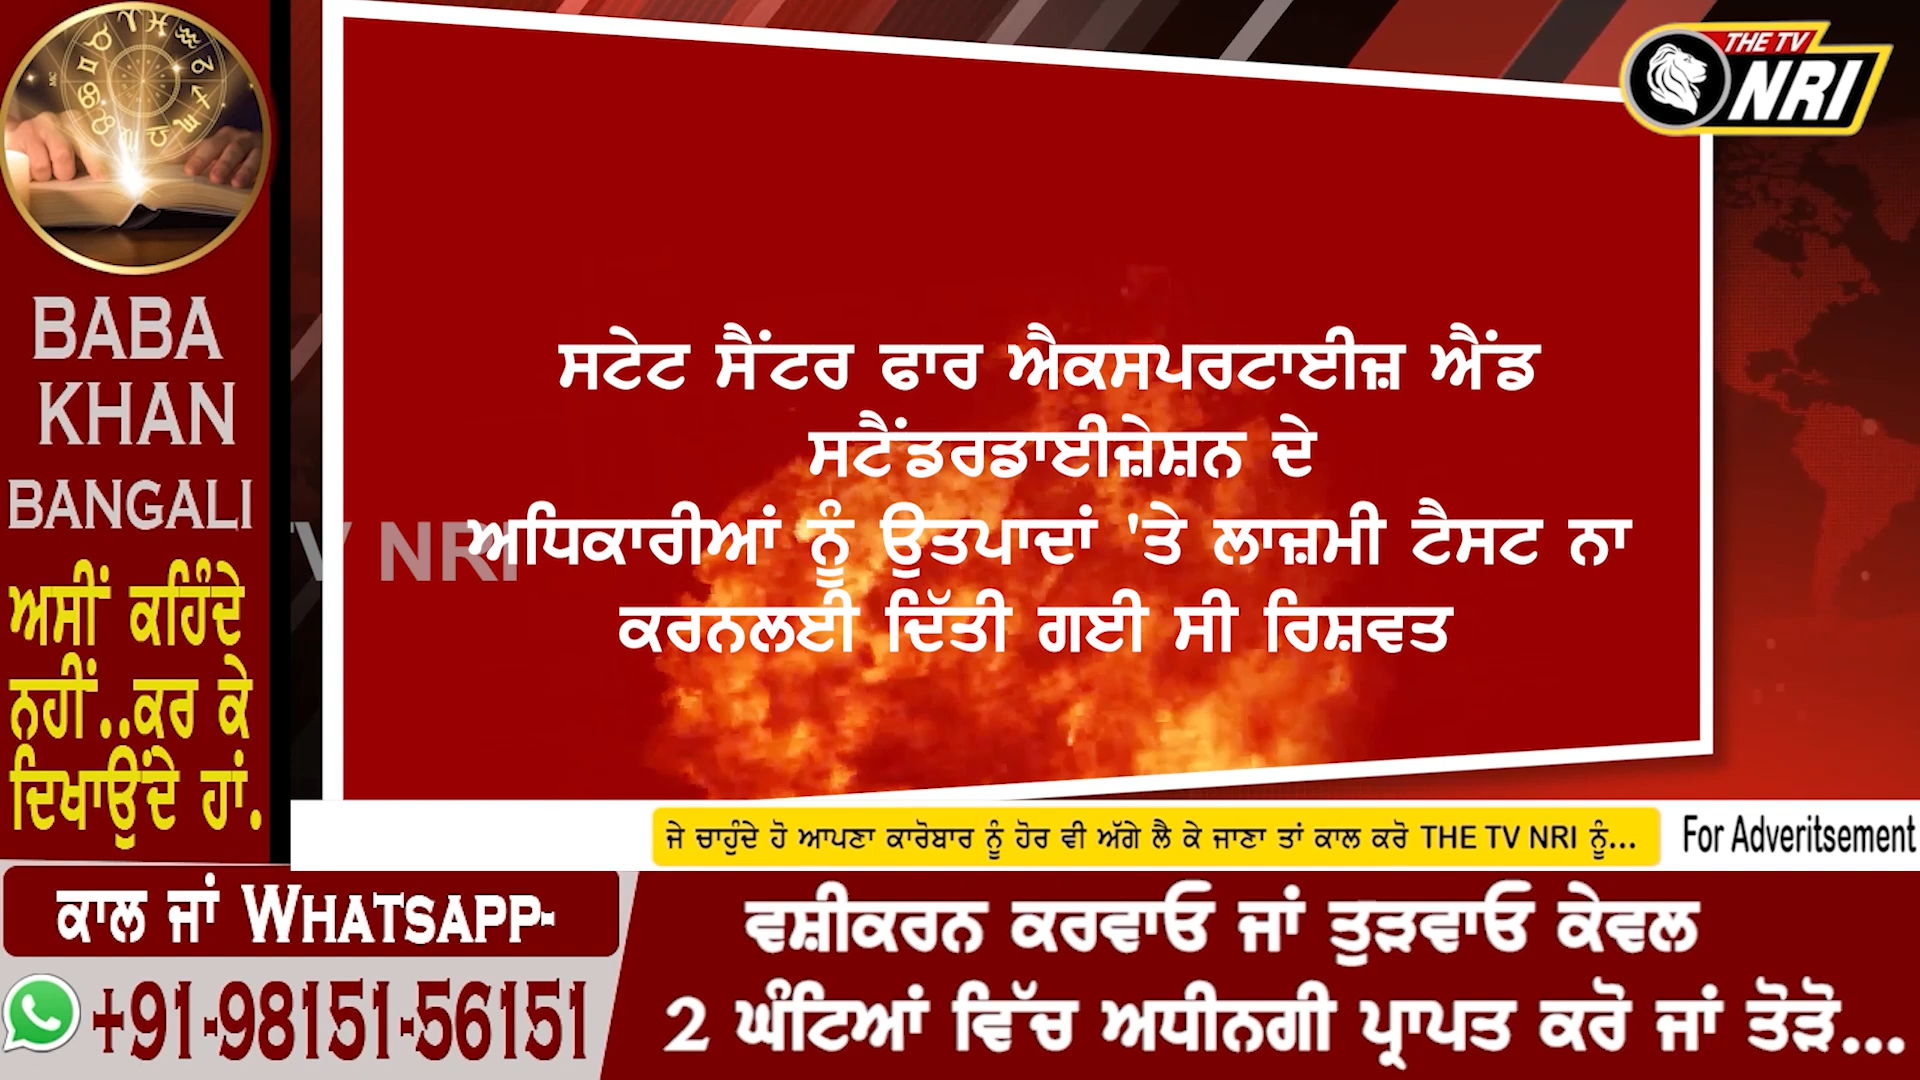 THE TV
NRI
BABA
KHAN
BANGALI
ਅਸੀਂ ਕਹਿੰਦੇ
ਨਹੀਂ..ਕਰ ਕੇ
ਦਿਖਾਉਂਦੇ ਹਾਂ.
ਸਟੇਟ ਸੈਂਟਰ ਫਾਰ ਐਕਸਪਰਟਾਈਜ਼ ਐਂਡ
ਸਟੈਂਡਰਡਾਈਜ਼ੇਸ਼ਨ ਦੇ
ਅਧਿਕਾਰੀਆਂ ਨੂੰ ਉਤਪਾਦਾਂ 'ਤੇ ਲਾਜ਼ਮੀ ਟੈਸਟ ਨਾ
ਕਰਨਲਈ ਦਿੱਤੀ ਗਈ ਸੀ ਰਿਸ਼ਵਤ
TV NRI
ਜੇ ਚਾਹੁੰਦੇ ਹੋ ਆਪਣਾ ਕਾਰੋਬਾਰ ਨੂੰ ਹੋਰ ਵੀ ਅੱਗੇ ਲੈ ਕੇ ਜਾਣਾ ਤਾਂ ਕਾਲ ਕਰੋ THE TV NRI ਨੂੰ...
For Adveritsement
ਕਾਲ ਜਾਂ WHATSAPP-
+91-98151-56151
ਵਸ਼ੀਕਰਨ ਕਰਵਾਓ ਜਾਂ ਤੁੜਵਾਓ ਕੇਵਲ
2 ਘੰਟਿਆਂ ਵਿੱਚ ਅਧੀਨਗੀ ਪ੍ਰਾਪਤ ਕਰੋ ਜਾਂ ਤੋੜੋ...